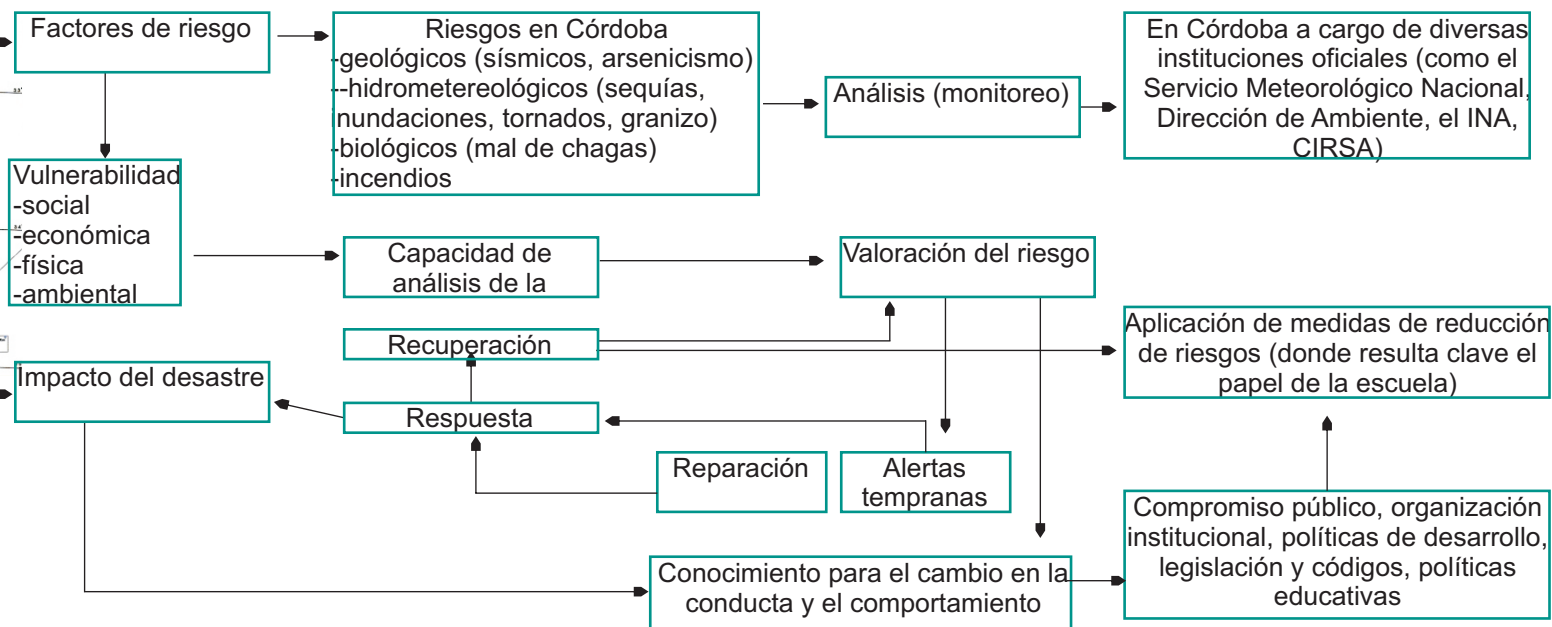 Factores de riesgo
Riesgos en Córdoba
-geológicos (sísmicos, arsenicismo)
--hidrometereológicos (sequías,
inundaciones, tornados, granizo)
-biológicos (mal de chagas)
-incendios
Análisis (monitoreo)
En Córdoba a cargo de diversas
instituciones oficiales (como el
Servicio Meteorológico Nacional,
Dirección de Ambiente, el INA,
CIRSA)
Vulnerabilidad
-social
-económica
-física
-ambiental
Capacidad de
análisis de la
Valoración del riesgo
Recuperación
Aplicación de medidas de reducción
de riesgos (donde resulta clave el
papel de la escuela)
Impacto del desastre
Respuesta
Reparación
Alertas
tempranas
Compromiso público, organización
institucional, políticas de desarrollo,
legislación y códigos, políticas
educativas
Conocimiento para el cambio en la
conducta y el comportamiento